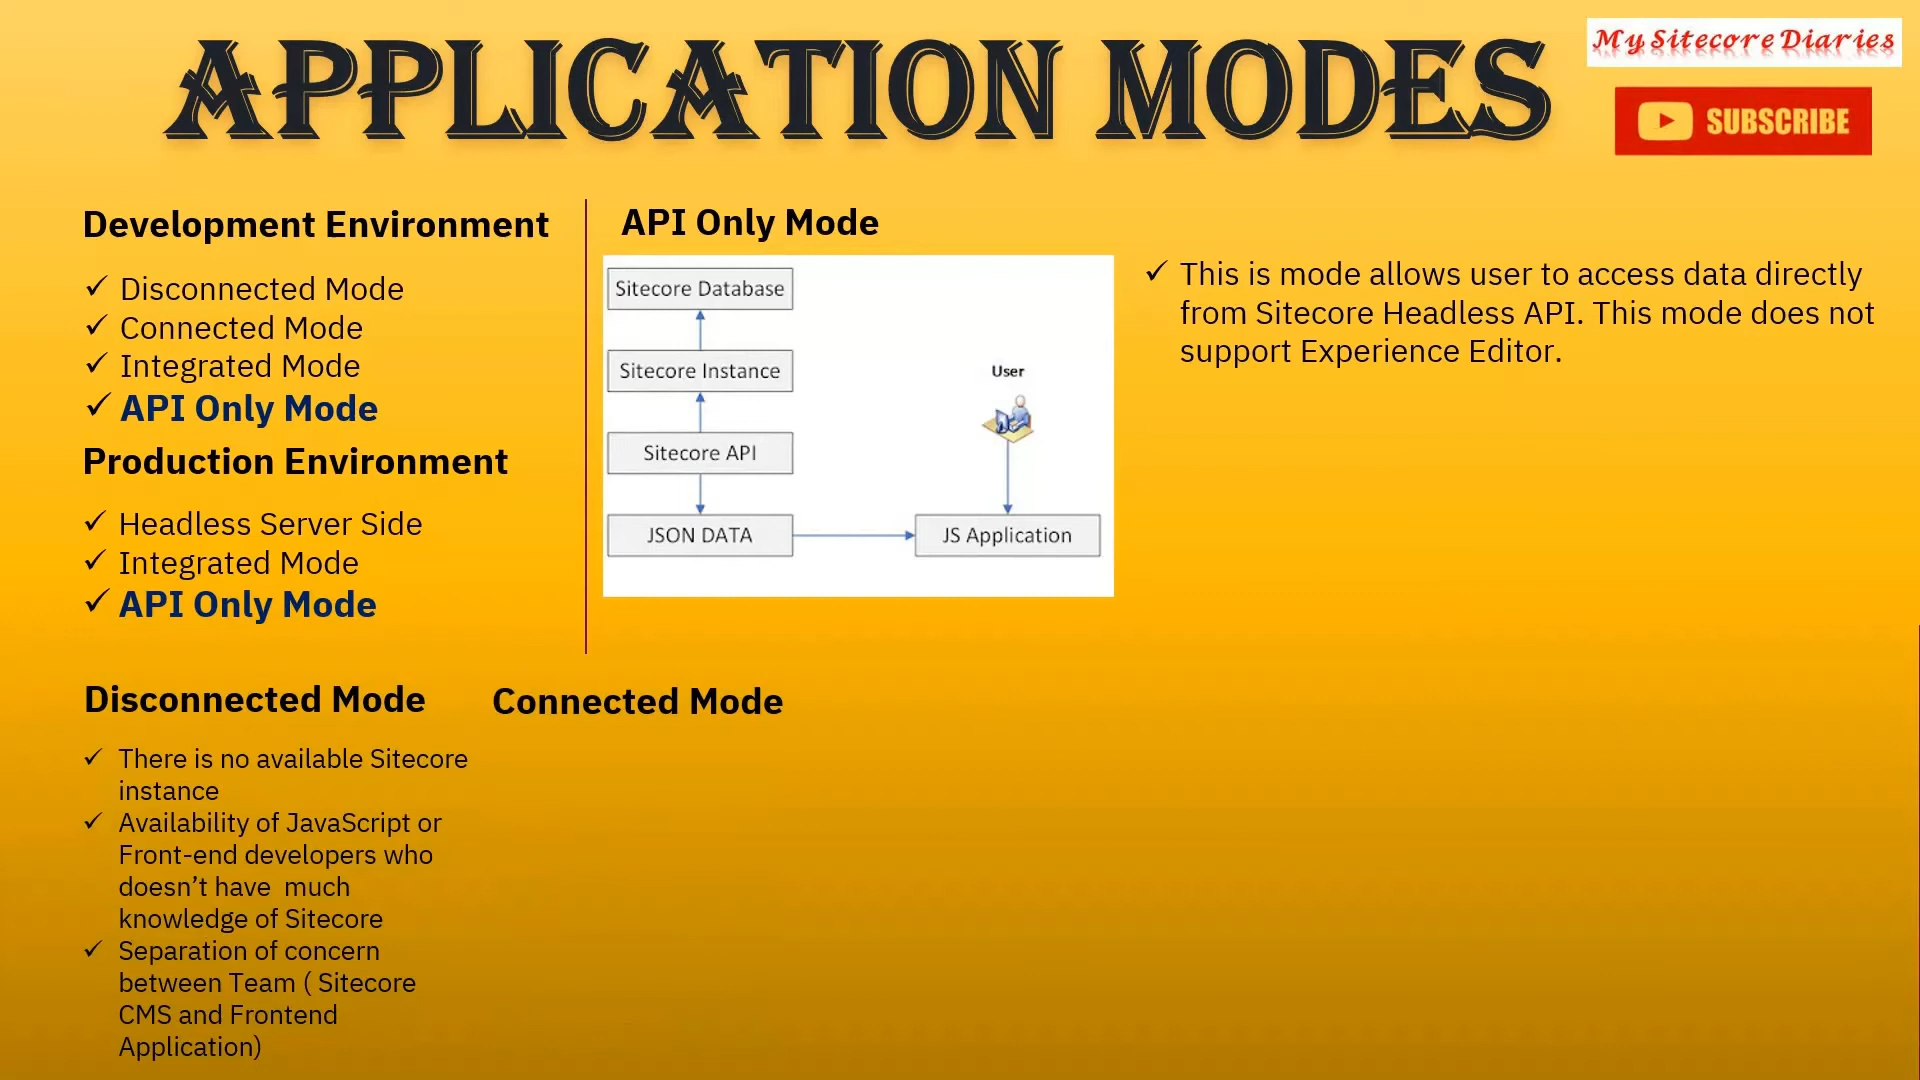 APPLICATION MODES
My Sitecore Diaries
SUBSCRIBE
Development Environment
Disconnected Mode
Connected Mode
Integrated Mode
API Only Mode
Production Environment
Headless Server Side
Integrated Mode
API Only Mode
API Only Mode
Sitecore Database
Sitecore Instance
Sitecore API
JSON DATA
User
JS Application
This is mode allows user to access data directly
from Sitecore Headless API. This mode does not
support Experience Editor.
Disconnected Mode
There is no available Sitecore
instance
Availability of JavaScript or
Front-end developers who
doesn’t have  much
knowledge of Sitecore
Separation of concern
between Team ( Sitecore
CMS and Frontend
Application)
Connected Mode